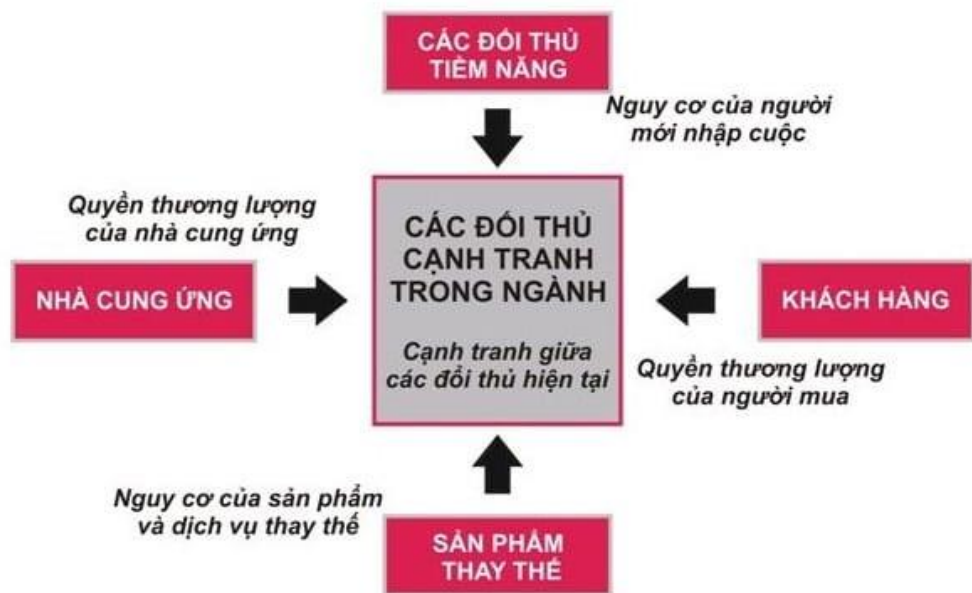 CÁC ĐỐI THỦ
TIỀM NĂNG
Nguy cơ của người
mới nhập cuộc
Quyền thương lượng
của nhà cung ứng
NHÀ CUNG ỨNG
CÁC ĐỐI THỦ
CẠNH TRANH
TRONG NGÀNH
Cạnh tranh giữa
các đổi thủ hiện tại
KHÁCH HÀNG
Quyền thương lượng
của người mua
Nguy cơ của sản phẩm
và dịch vụ thay thế
SẢN PHẨM
THAY THẾ